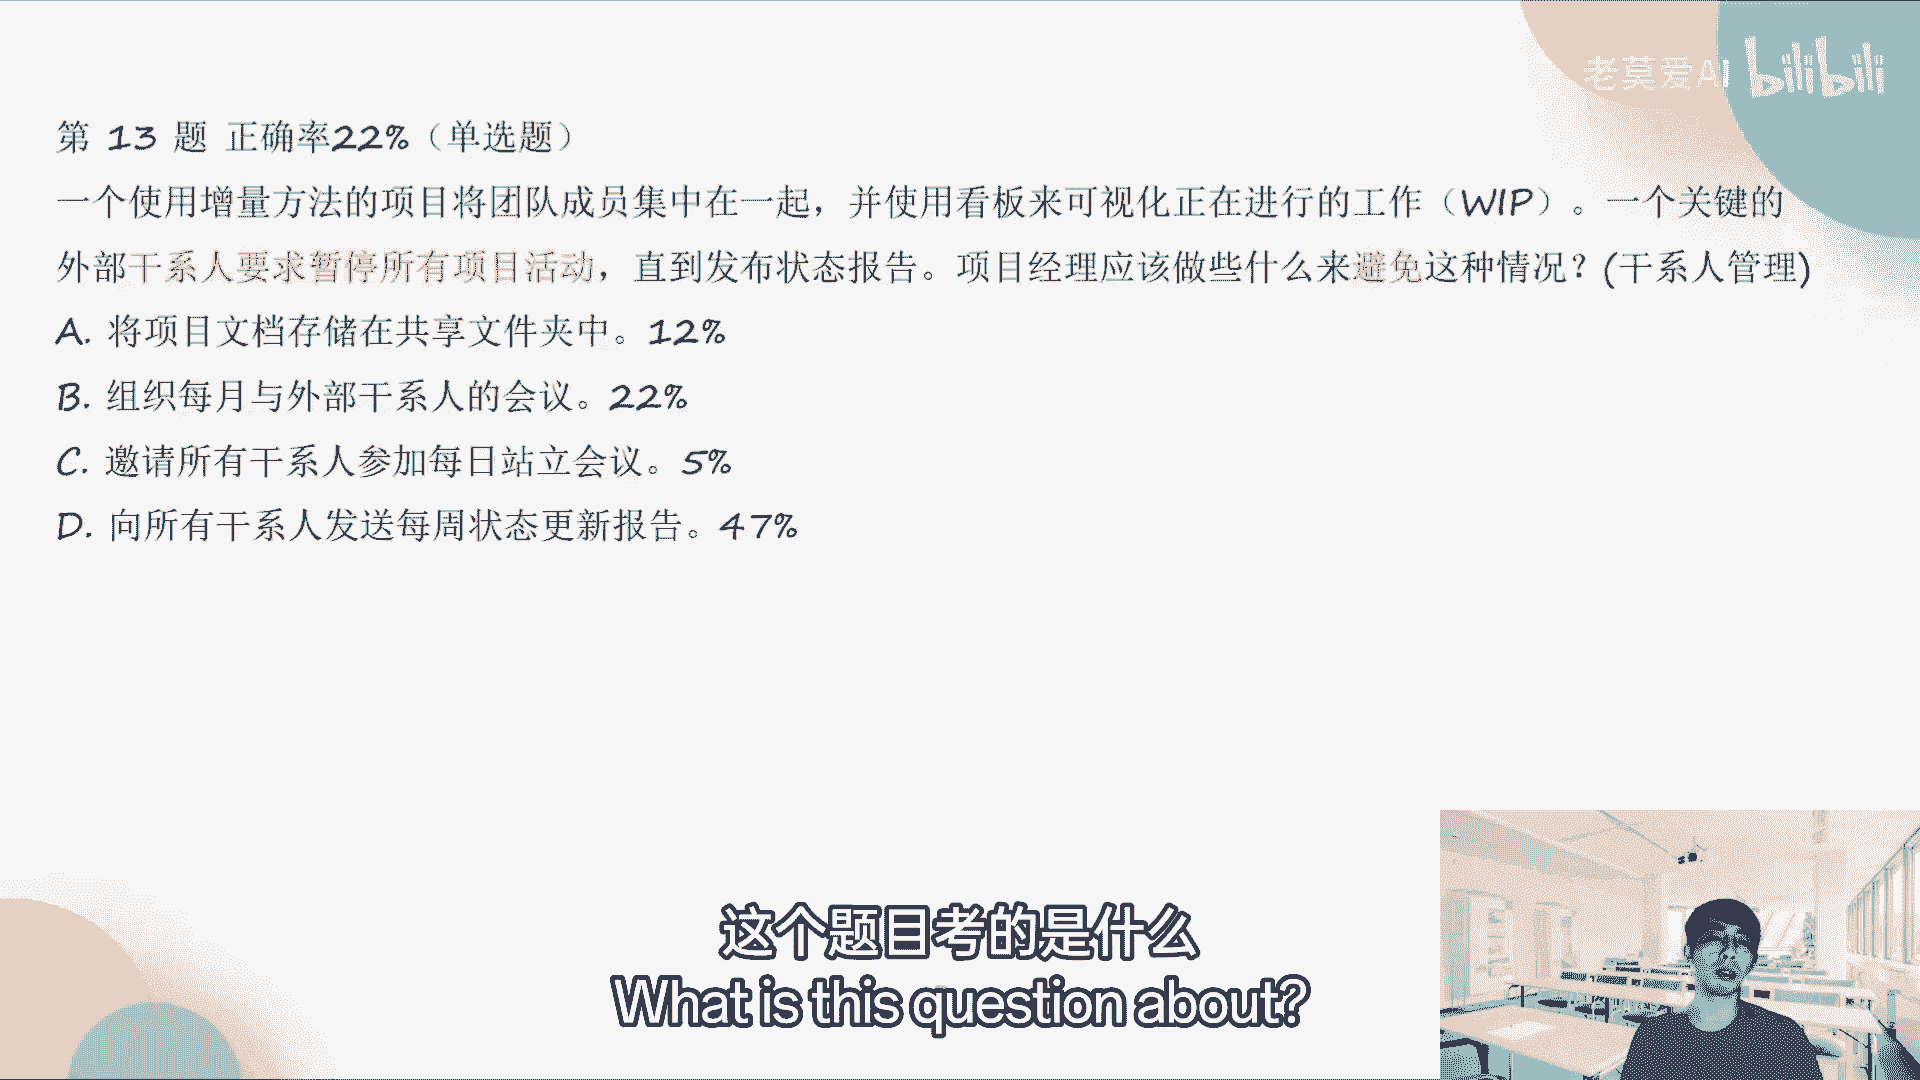 老莫爱AI bilibili
第 13 题 正确率22%（单选题）
一个使用增量方法的项目将团队成员集中在一起，并使用看板来可视化正在进行的工作（WIP）。一个关键的
外部干系人要求暂停所有项目活动，直到发布状态报告。项目经理应该做些什么来避免这种情况？(干系人管理)
A. 将项目文档存储在共享文件夹中。12%
B. 组织每月与外部干系人的会议。22%
C. 邀请所有干系人参加每日站立会议。5%
D. 向所有干系人发送每周状态更新报告。47%
这个题目考的是什么
What is this question about?